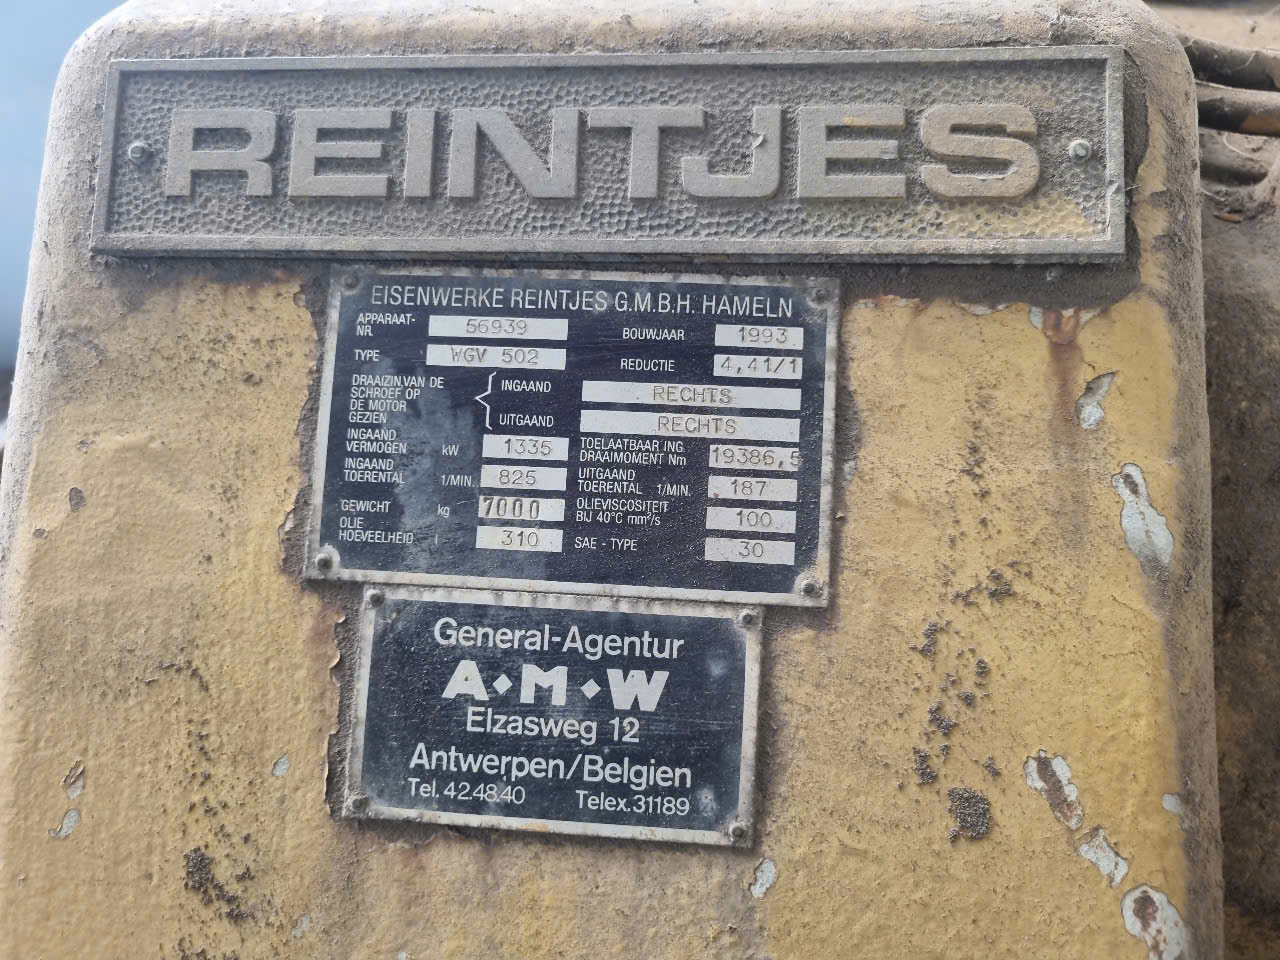 REINTJES
EISENWERKE REINTJES G.M.B.H. HAMELN
APPARAAT-NR. 56939 BOUWJAAR 1993
TYPE WGV 502 REDUCTIE 4,41/1
DRAAIZIN.VAN DE
SCHROEF OP
DE MOTOR
GEZIEN
INGAAND RECHTS
UITGAAND RECHTS
INGAAND
VERMOGEN kW 1335
TOELAATBAAR ING.
DRAAIMOMENT Nm 19386,5
INGAAND
TOERENTAL 1/MIN. 825
UITGAAND
TOERENTAL 1/MIN. 187
GEWICHT kg 7000
OLIEVISCOSITEIT
BIJ 40°C mm²/s 100
OLIE
HOEVEELHEID l 310
SAE - TYPE 30
General-Agentur
A◆M◆W
Elzasweg 12
Antwerpen/Belgien
Tel. 42.48.40 Telex. 31189